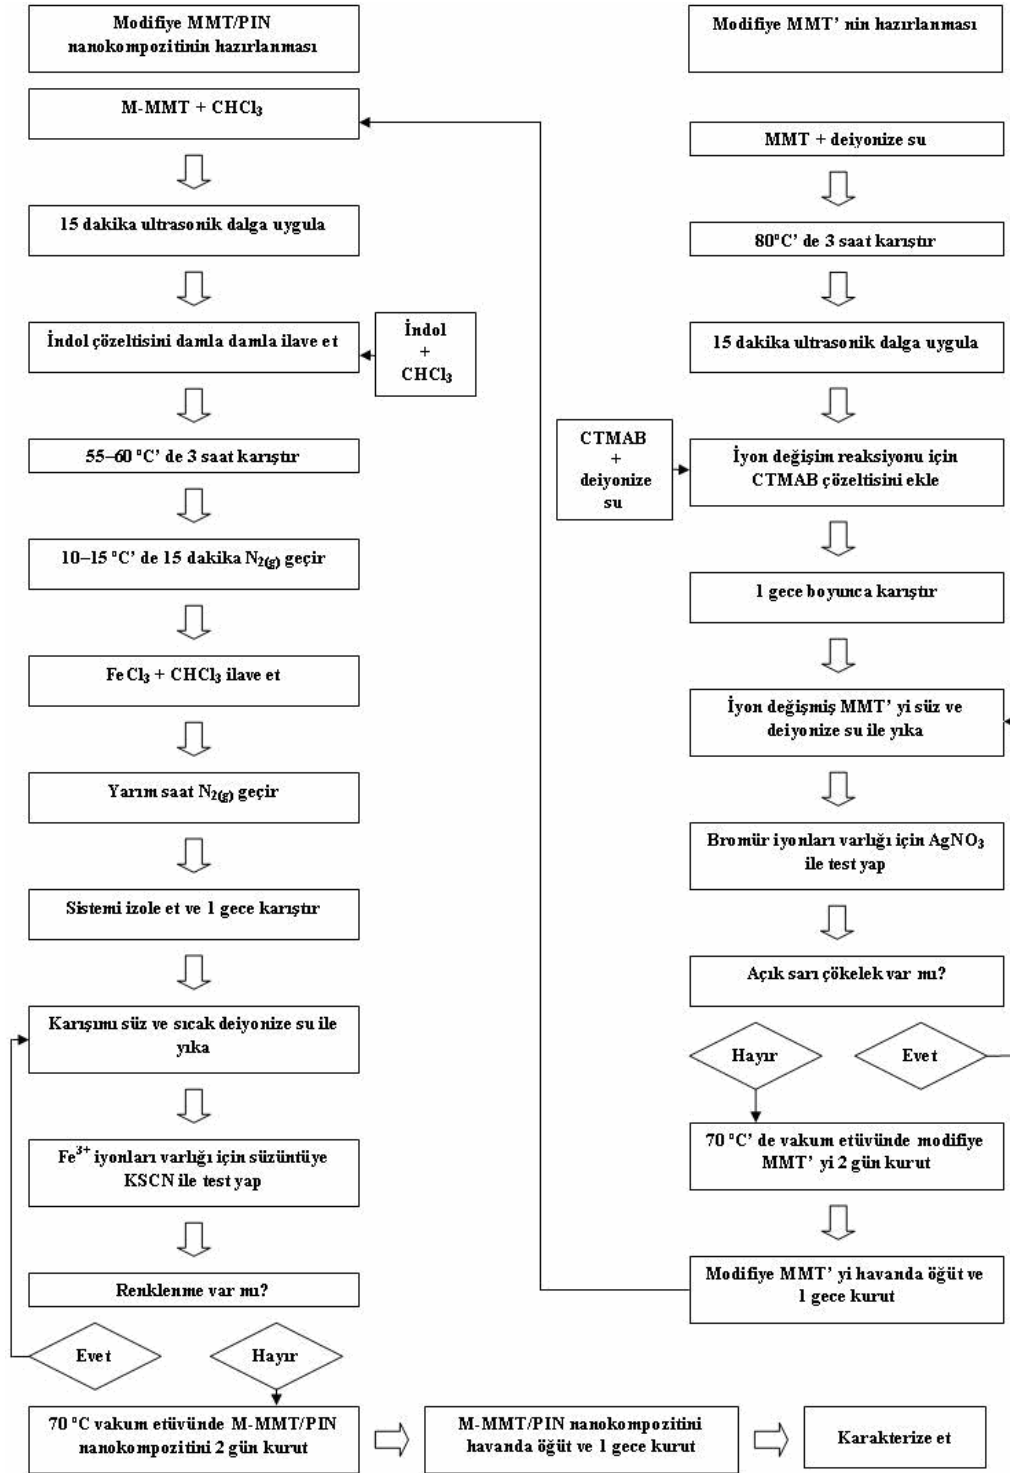 Modifiye MMT/PIN
nanokompozitinin hazırlanması
M-MMT + CHCl₃
15 dakika ultrasonik dalga uygula
İndol çözeltisini damla damla ilave et
İndol
+
CHCl₃
55–60 ºC’ de 3 saat karıştır
10–15 ºC’ de 15 dakika N₂(g) geçir
FeCl₃ + CHCl₃ ilave et
Yarım saat N₂(g) geçir
Sistemi izole et ve 1 gece karıştır
Karışımı süz ve sıcak deiyonize su ile
yıka
Fe³⁺ iyonları varlığı için süzüntüye
KSCN ile test yap
Renklenme var mı?
Evet
Hayır
70 ºC vakum etüvünde M-MMT/PIN
nanokompozitini 2 gün kurut
M-MMT/PIN nanokompozitini
havanda öğüt ve 1 gece kurut
Karakterize et
Modifiye MMT’ nin hazırlanması
MMT + deiyonize su
80ºC’ de 3 saat karıştır
15 dakika ultrasonik dalga uygula
CTMAB
+
deiyonize
su
İyon değişim reaksiyonu için
CTMAB çözeltisini ekle
1 gece boyunca karıştır
İyon değişmiş MMT’ yi süz ve
deiyonize su ile yıka
Bromür iyonları varlığı için AgNO₃
ile test yap
Açık sarı çökelek var mı?
Hayır
Evet
70 ºC’ de vakum etüvünde modifiye
MMT’ yi 2 gün kurut
Modifiye MMT’ yi havanda öğüt ve
1 gece kurut